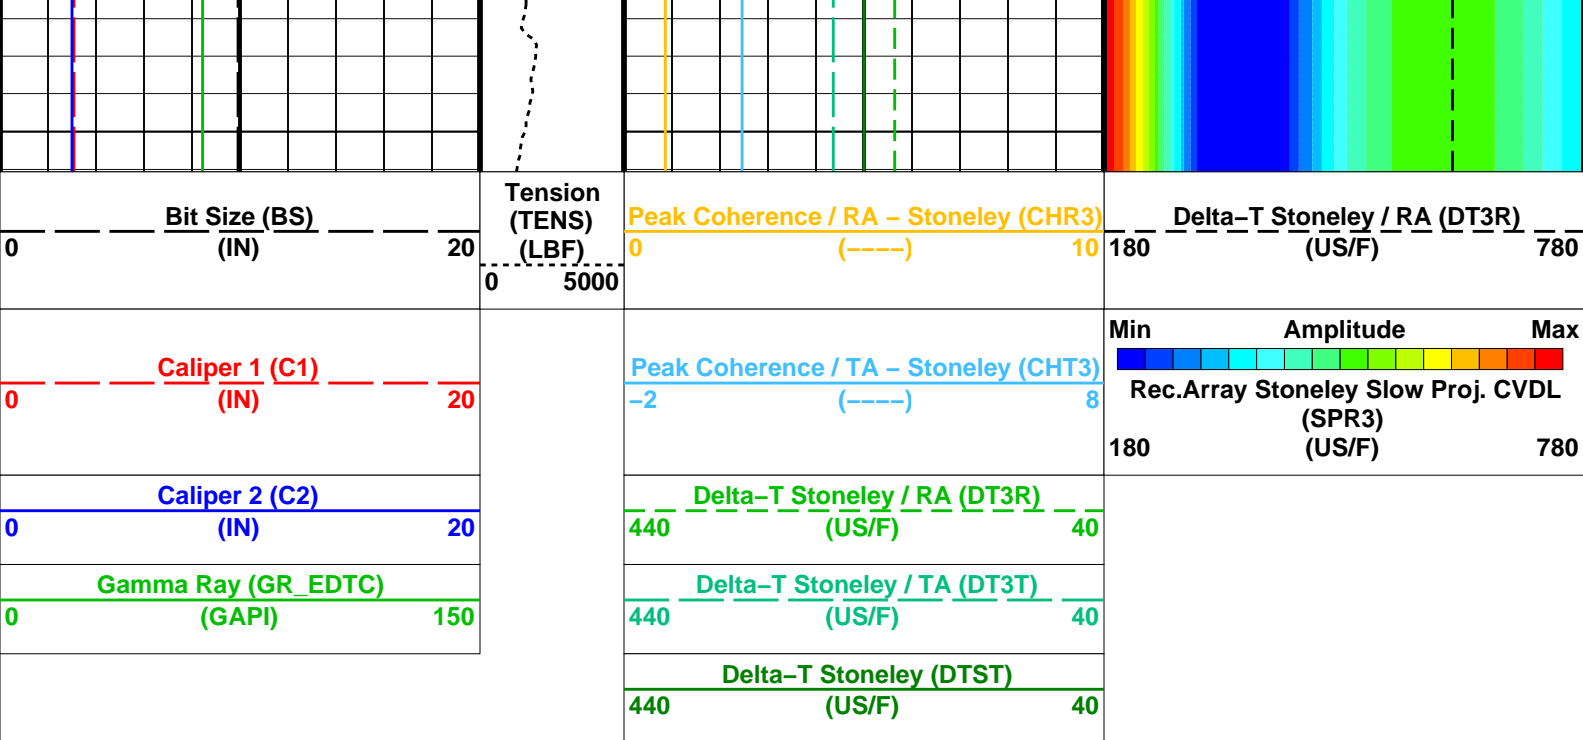 Bit Size (BS)
0 (IN) 20
Tension
(TENS)
(LBF)
0 5000
Peak Coherence / RA – Stoneley (CHR3)
0 (––––) 10
Delta–T Stoneley / RA (DT3R)
180 (US/F) 780
Caliper 1 (C1)
0 (IN) 20
Peak Coherence / TA – Stoneley (CHT3)
–2 (––––) 8
Min Amplitude Max
Rec.Array Stoneley Slow Proj. CVDL
(SPR3)
180 (US/F) 780
Caliper 2 (C2)
0 (IN) 20
Delta–T Stoneley / RA (DT3R)
440 (US/F) 40
Gamma Ray (GR_EDTC)
0 (GAPI) 150
Delta–T Stoneley / TA (DT3T)
440 (US/F) 40
Delta–T Stoneley (DTST)
440 (US/F) 40